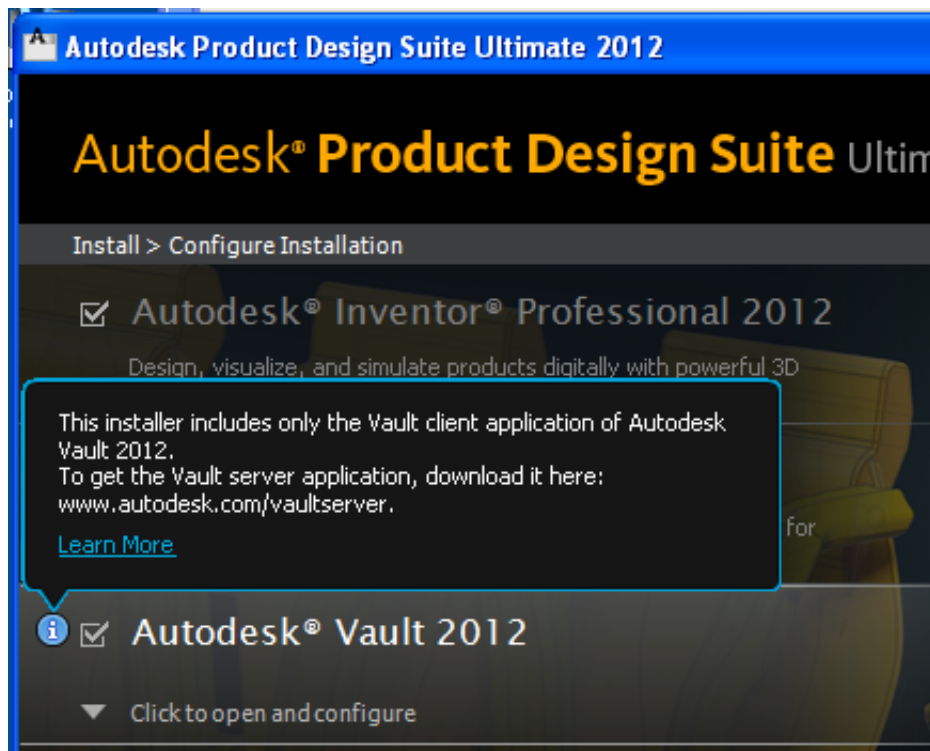 Autodesk Product Design Suite Ultimate 2012
Autodesk® Product Design Suite
Install > Configure Installation
Autodesk® Inventor® Professional 2012
Design, visualize, and simulate products digitally with powerful 3D
This installer includes only the Vault client application of Autodesk
Vault 2012.
To get the Vault server application, download it here:
www.autodesk.com/vaultserver.
Learn More
for
Autodesk® Vault 2012
Click to open and configure